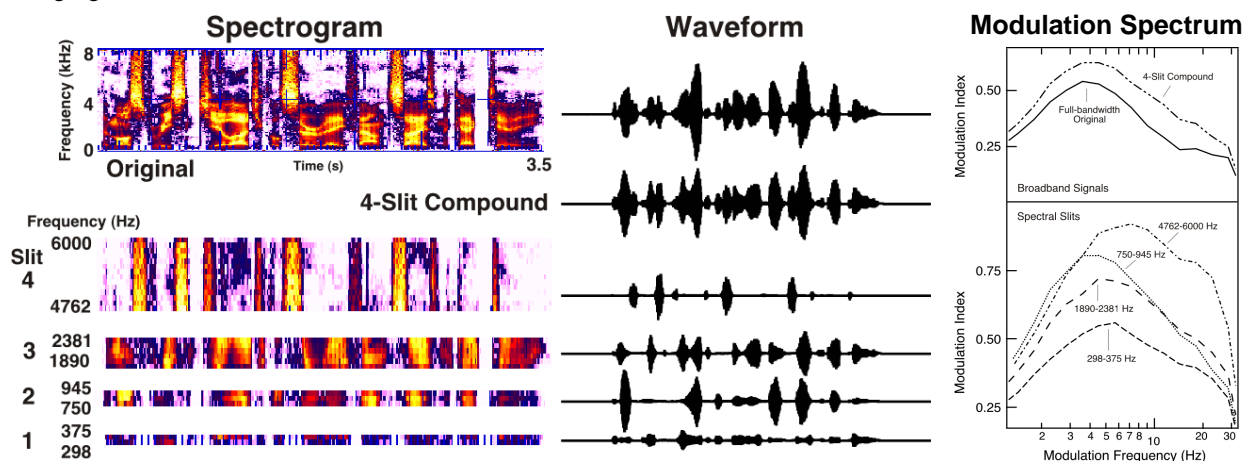 Spectrogram
Waveform
Modulation Spectrum
Frequency (kHz)
8
4
0
Original
Time (s)
3.5
4-Slit Compound
Frequency (Hz)
Slit
6000
4
4762
3
2381
1890
2
945
750
1
375
298
Modulation Index
0.50
0.25
4-Slit Compound
Full-bandwidth
Original
Broadband Signals
Spectral Slits
4762-6000 Hz
750-945 Hz
1890-2381 Hz
298-375 Hz
Modulation Index
0.75
0.50
0.25
2 3 4 5 6 7 8 10 20 30
Modulation Frequency (Hz)